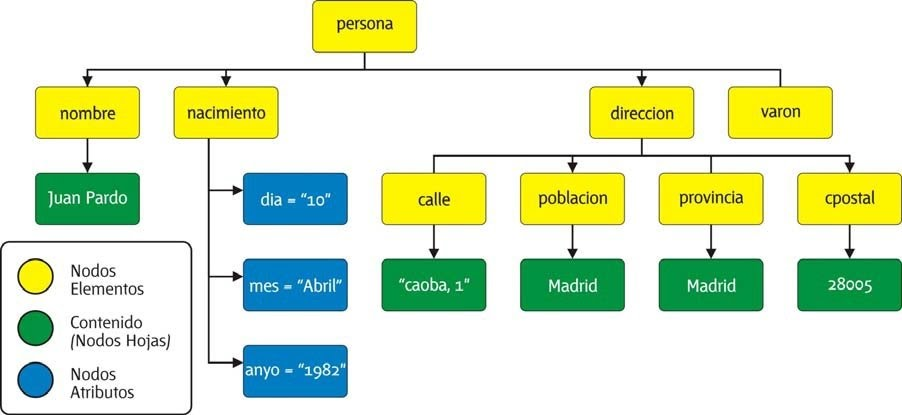 persona
nombre
nacimiento
direccion
varon
Juan Pardo
dia = "10"
calle
poblacion
provincia
cpostal
mes = "Abril"
"caoba, 1"
Madrid
Madrid
28005
anyo = "1982"
Nodos
Elementos
Contenido
(Nodos Hojas)
Nodos
Atributos